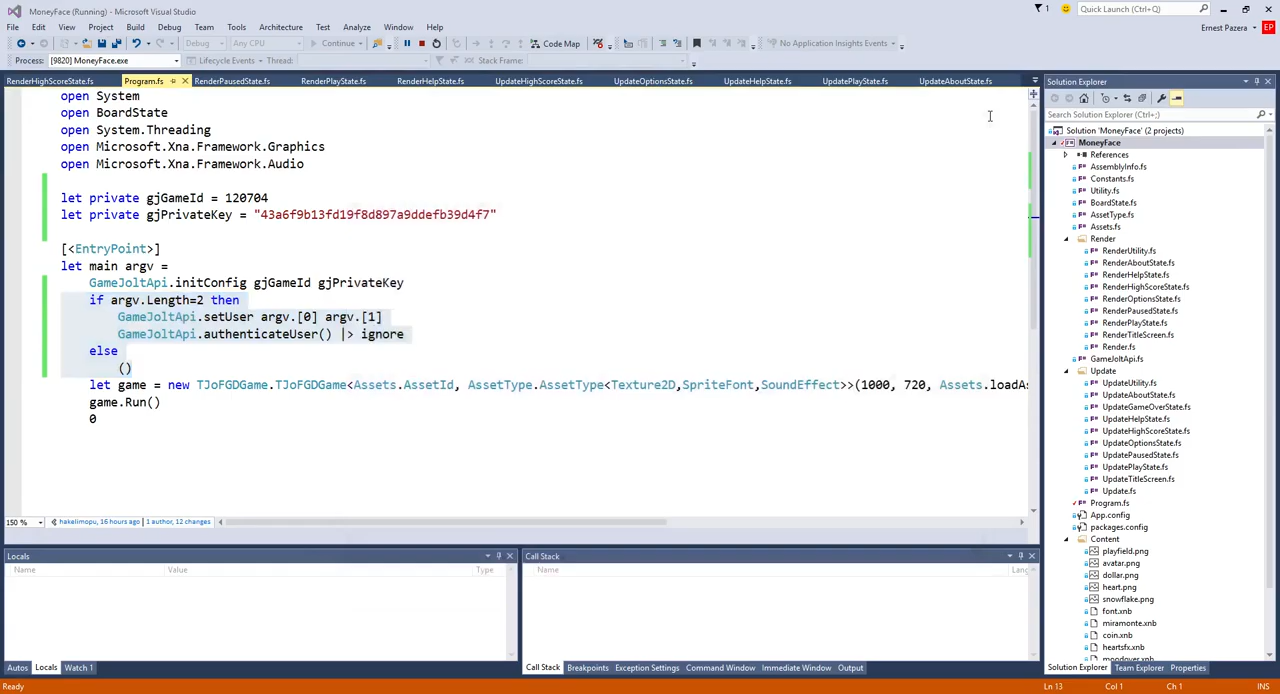 MoneyFace (Running) - Microsoft Visual Studio
1
Quick Launch (Ctrl+Q)
File Edit View Project Build Debug Team Tools Architecture Test Analyze Window Help
Ernest Pazera
EP
Debug Any CPU Continue Code Map No Application Insights Events
Process: [9820] MoneyFace.exe Lifecycle Events Thread: Stack Frame:
RenderHighScoreState.fs Program.fs RenderPausedState.fs RenderPlayState.fs RenderHelpState.fs UpdateHighScoreState.fs UpdateOptionsState.fs UpdateHelpState.fs UpdatePlayState.fs UpdateAboutState.fs
open System
open BoardState
open System.Threading
open Microsoft.Xna.Framework.Graphics
open Microsoft.Xna.Framework.Audio
let private gjGameId = 120704
let private gjPrivateKey = "43a6f9b13fd19f8d897a9ddefb39d4f7"
[<EntryPoint>]
let main argv =
GameJoltApi.initConfig gjGameId gjPrivateKey
if argv.Length=2 then
GameJoltApi.setUser argv.[0] argv.[1]
GameJoltApi.authenticateUser() |> ignore
else
()
let game = new TJoFGDGame.TJoFGDGame<Assets.AssetId, AssetType.AssetType<Texture2D,SpriteFont,SoundEffect>>(1000, 720, Assets.loadAs
game.Run()
0
150 % hakelimopu, 16 hours ago | 1 author, 12 changes
Locals
Name Value Type
Autos Locals Watch 1
Call Stack
Name Lang
Call Stack Breakpoints Exception Settings Command Window Immediate Window Output
Solution Explorer
Search Solution Explorer (Ctrl+;)
Solution 'MoneyFace' (2 projects)
MoneyFace
References
AssemblyInfo.fs
Constants.fs
Utility.fs
BoardState.fs
AssetType.fs
Assets.fs
Render
RenderUtility.fs
RenderAboutState.fs
RenderHelpState.fs
RenderHighScoreState.fs
RenderOptionsState.fs
RenderPausedState.fs
RenderPlayState.fs
RenderTitleScreen.fs
Render.fs
GameJoltApi.fs
Update
UpdateUtility.fs
UpdateAboutState.fs
UpdateGameOverState.fs
UpdateHelpState.fs
UpdateHighScoreState.fs
UpdateOptionsState.fs
UpdatePausedState.fs
UpdatePlayState.fs
UpdateTitleScreen.fs
Update.fs
Program.fs
App.config
packages.config
Content
playfield.png
avatar.png
dollar.png
heart.png
snowflake.png
font.xnb
miramonte.xnb
coin.xnb
heartsfx.xnb
moodover.xnb
Solution Explorer Team Explorer Properties
Ready Ln 13 Col 1 Ch 1 INS